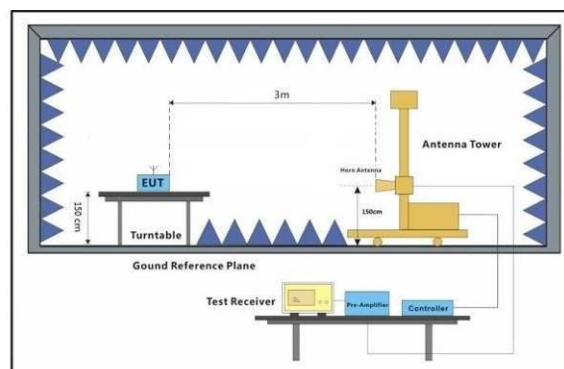 3m
Antenna Tower
Horn Antenna
EUT
150 cm
150cm
Turntable
Gound Reference Plane
Test Receiver
Pre-Amplifier
Controller